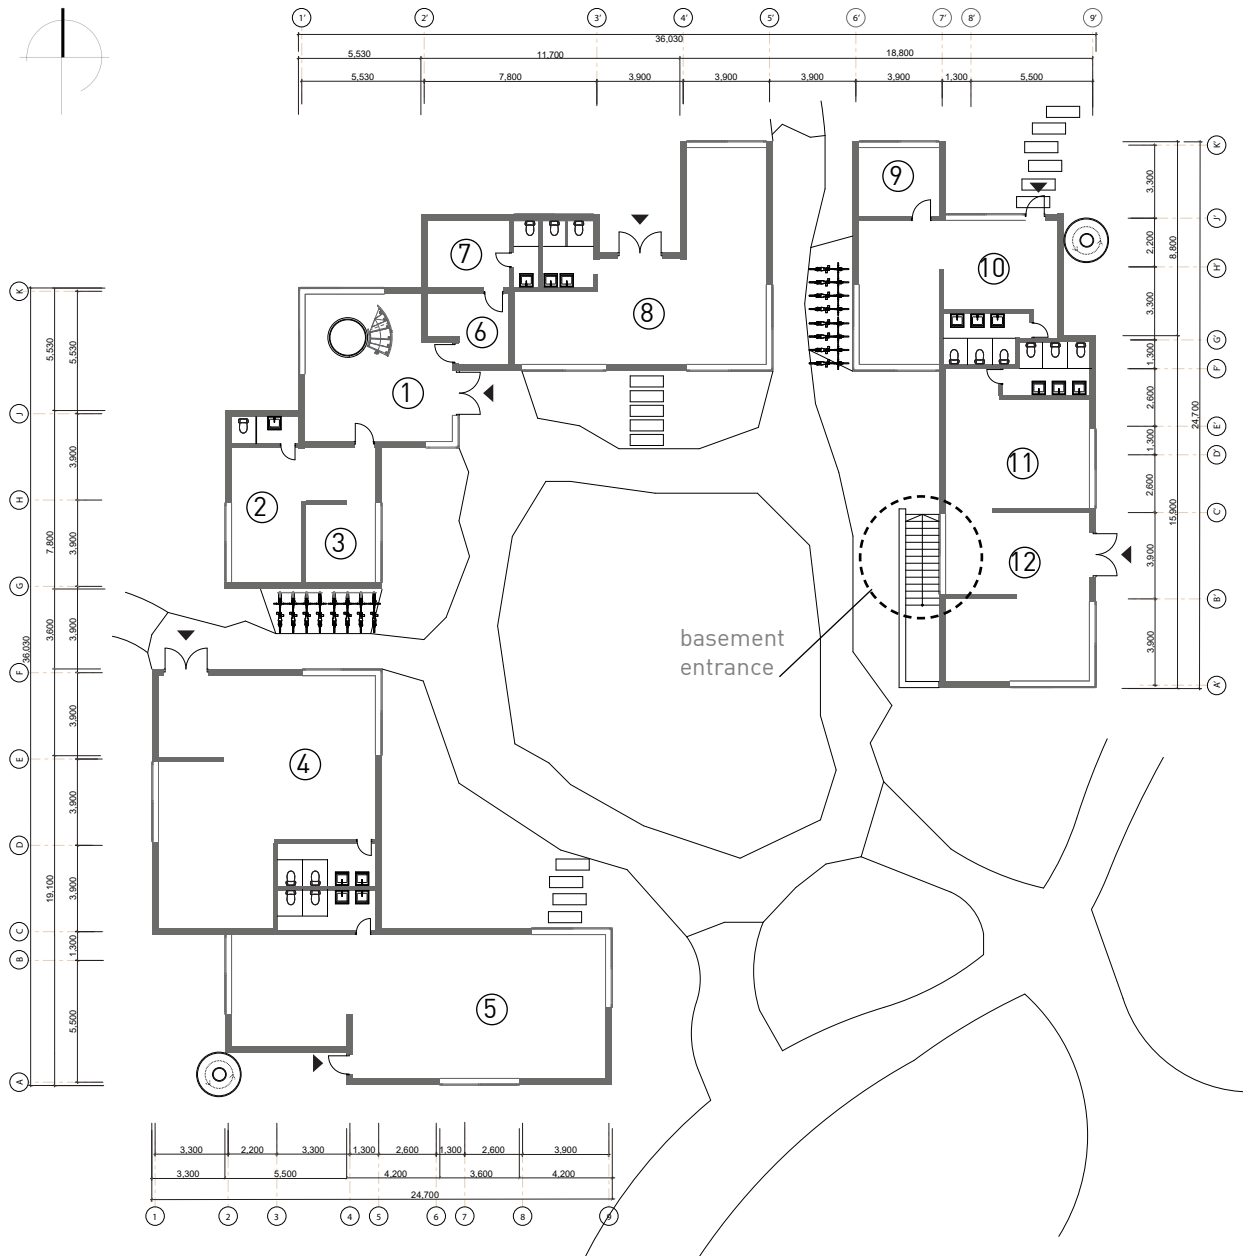 1' 2' 3' 4' 5' 6' 7' 8' 9'
36,030
5,530 11,700 18,800
5,530 7,800 3,900 3,900 3,900 3,900 1,300 5,500
K
J
H
G
F
E
D
C
B
A
36,030
5,530
7,800
3,600
19,100
5,530
3,900
3,900
3,900
3,900
3,900
3,900
1,300
5,500
1
2
3
4
5
6
7
8
9
10
11
12
basement
entrance
3,300
2,200
3,300
1,300
2,600
1,300
2,600
3,900
3,900
8,800
15,900
24,700
K
J'
H'
G'
F
E'
D'
C
B'
A'
3,300 2,200 3,300 1,300 2,600 1,300 2,600 3,900
3,300 5,500 4,200 3,600 4,200
24,700
1 2 3 4 5 6 7 8 9